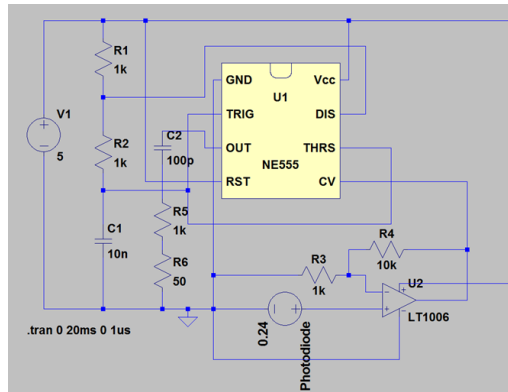 R1
1k
GND
Vcc
U1
V1
TRIG
DIS
C2
R2
1k
OUT
THRS
100p
5
NE555
RST
CV
R5
1k
C1
10n
R4
10k
R3
1k
R6
50
U2
LT1006
0.24
Photodiode
.tran 0 20ms 0 1us